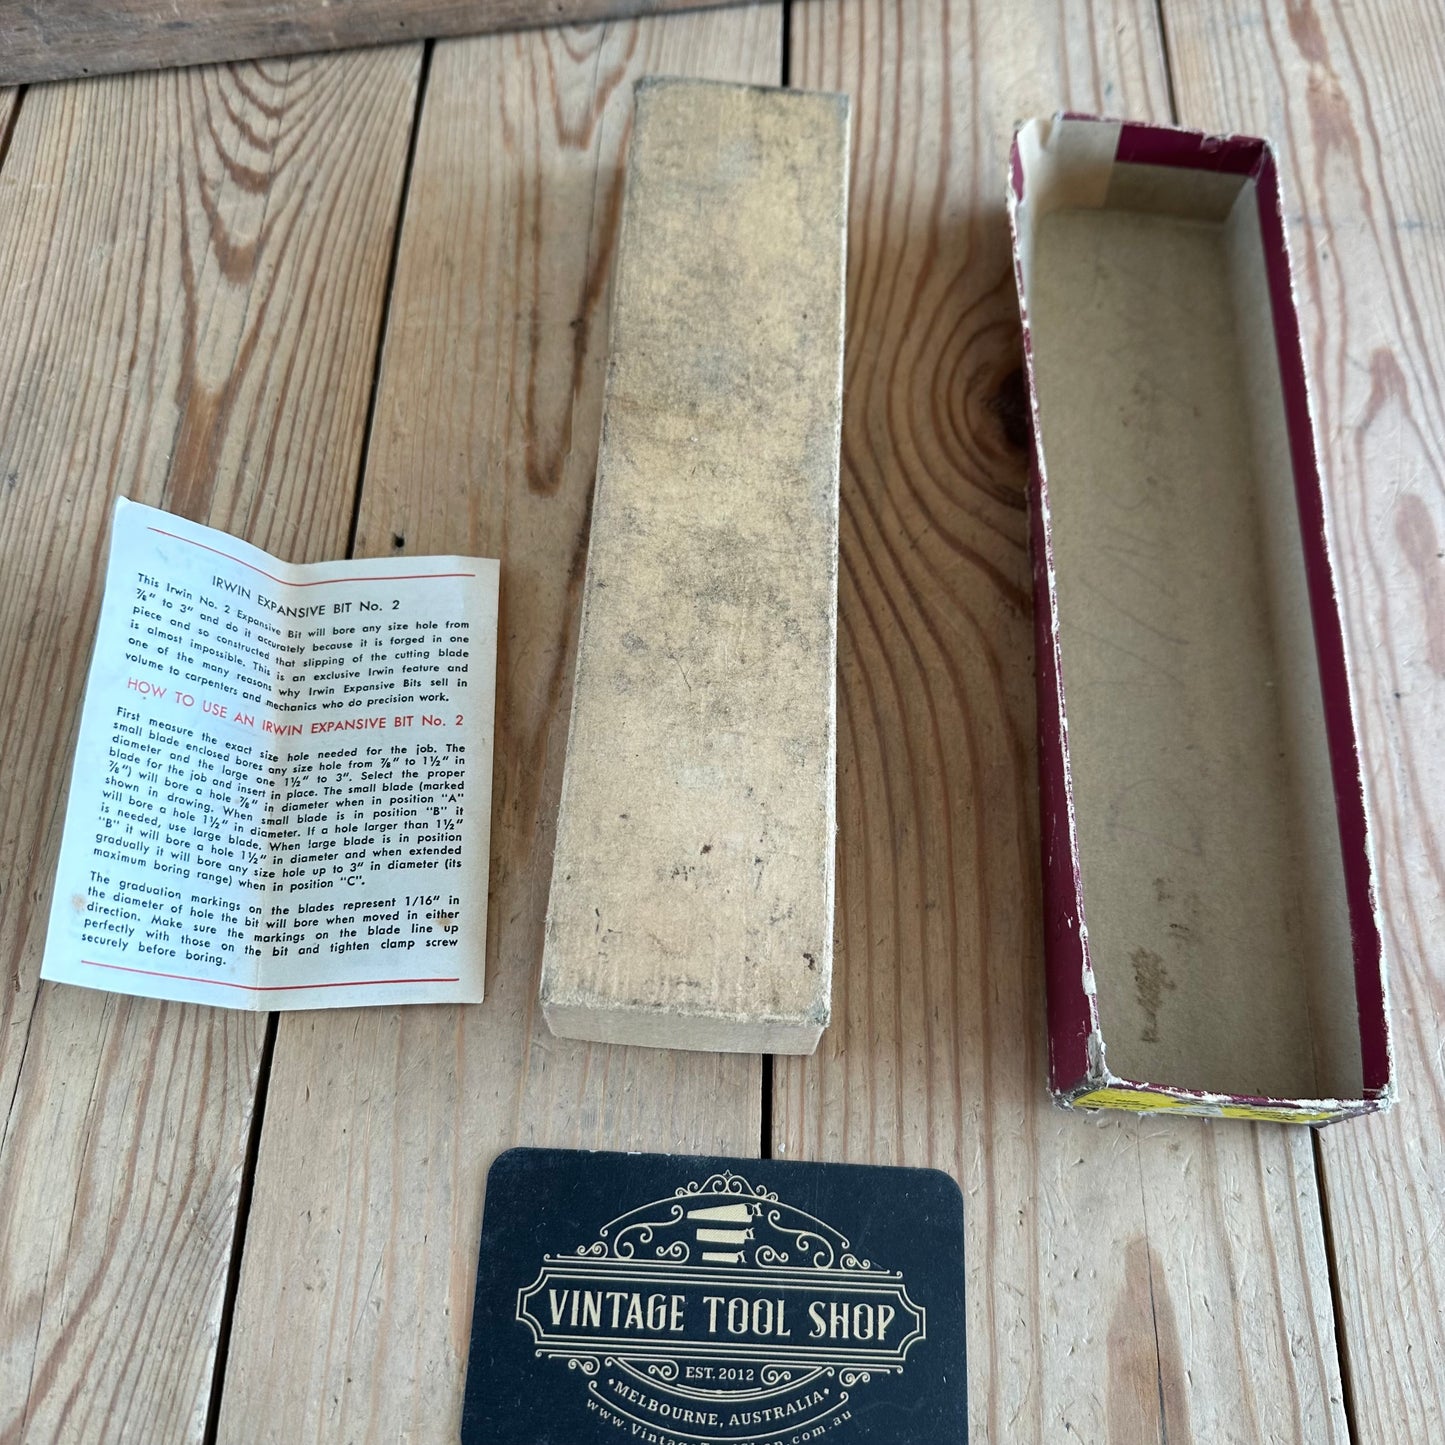 IRWIN EXPANSIVE BIT No. 2
This Irwin No. 2 Expansive Bit will bore any size hole from
⅞" to 3" and do it accurately because it is forged in one
piece and so constructed that slipping of the cutting blade
is almost impossible. This is an exclusive Irwin feature and
one of the many reasons why Irwin Expansive Bits sell in
volume to carpenters and mechanics who do precision work.
HOW TO USE AN IRWIN EXPANSIVE BIT No. 2
First measure the exact size hole needed for the job. The
small blade enclosed bores any size hole from ⅞" to 1½" in
diameter and the large one 1½" to 3". Select the proper
blade for the job and insert in place. The small blade (marked
⅞") will bore a hole ⅞" in diameter when in position "A"
shown in drawing. When small blade is in position "B" it
will bore a hole 1½" in diameter. If a hole larger than 1½"
is needed, use large blade. When large blade is in position
"B" it will bore a hole 1½" in diameter and when extended
gradually it will bore any size hole up to 3" in diameter (its
maximum boring range) when in position "C".
The graduation markings on the blades represent 1/16" in
the diameter of hole the bit will bore when moved in either
direction. Make sure the markings on the blade line up
perfectly with those on the bit and tighten clamp screw
securely before boring.
VINTAGE TOOL SHOP
EST. 2012
•MELBOURNE, AUSTRALIA•
www.VintageToolShop.com.au